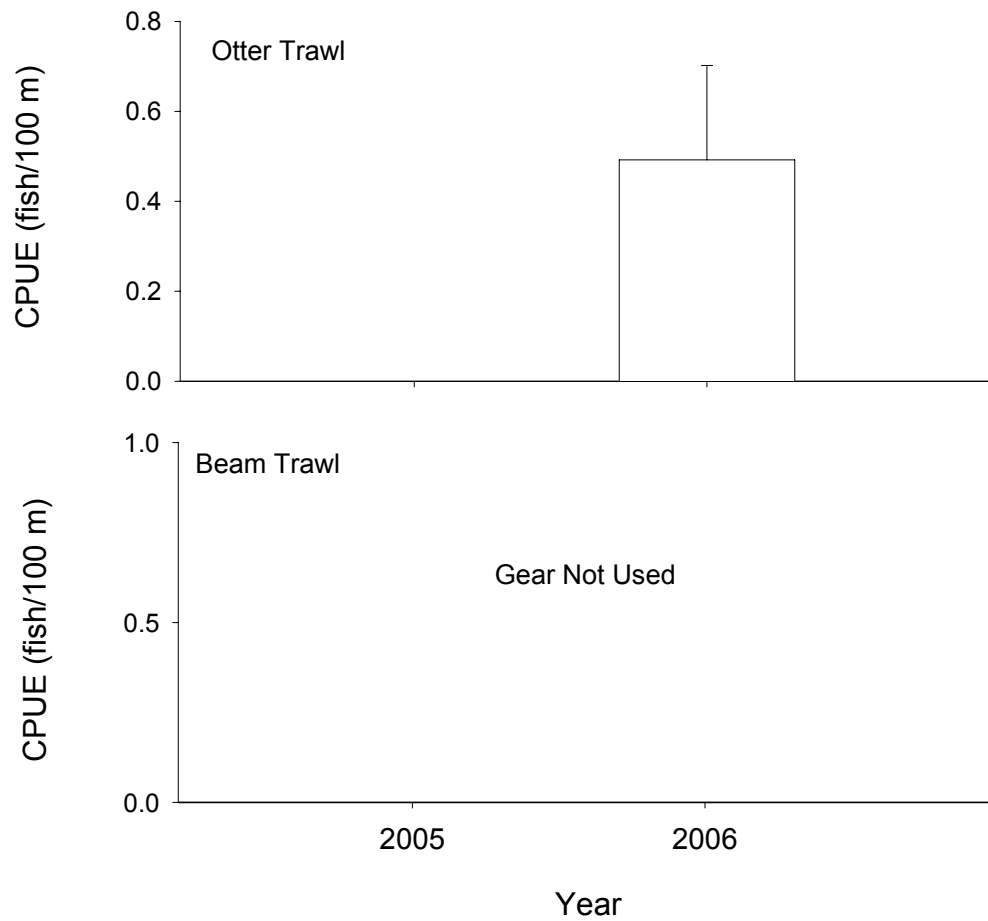 CPUE (fish/100 m)
0.8
0.6
0.4
0.2
0.0
Otter Trawl
CPUE (fish/100 m)
1.0
0.5
0.0
Beam Trawl
Gear Not Used
2005 2006
Year